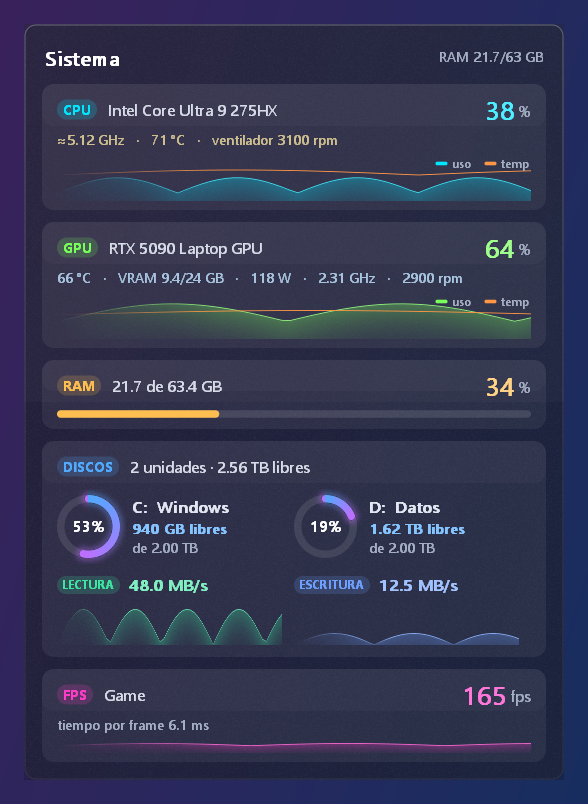 Sistema RAM 21.7/63 GB
CPU Intel Core Ultra 9 275HX 38 %
≈5.12 GHz · 71 °C · ventilador 3100 rpm
uso temp
GPU RTX 5090 Laptop GPU 64 %
66 °C · VRAM 9.4/24 GB · 118 W · 2.31 GHz · 2900 rpm
uso temp
RAM 21.7 de 63.4 GB 34 %
DISCOS 2 unidades · 2.56 TB libres
53% C: Windows
940 GB libres
de 2.00 TB
19% D: Datos
1.62 TB libres
de 2.00 TB
LECTURA 48.0 MB/s
ESCRITURA 12.5 MB/s
FPS Game 165 fps
tiempo por frame 6.1 ms